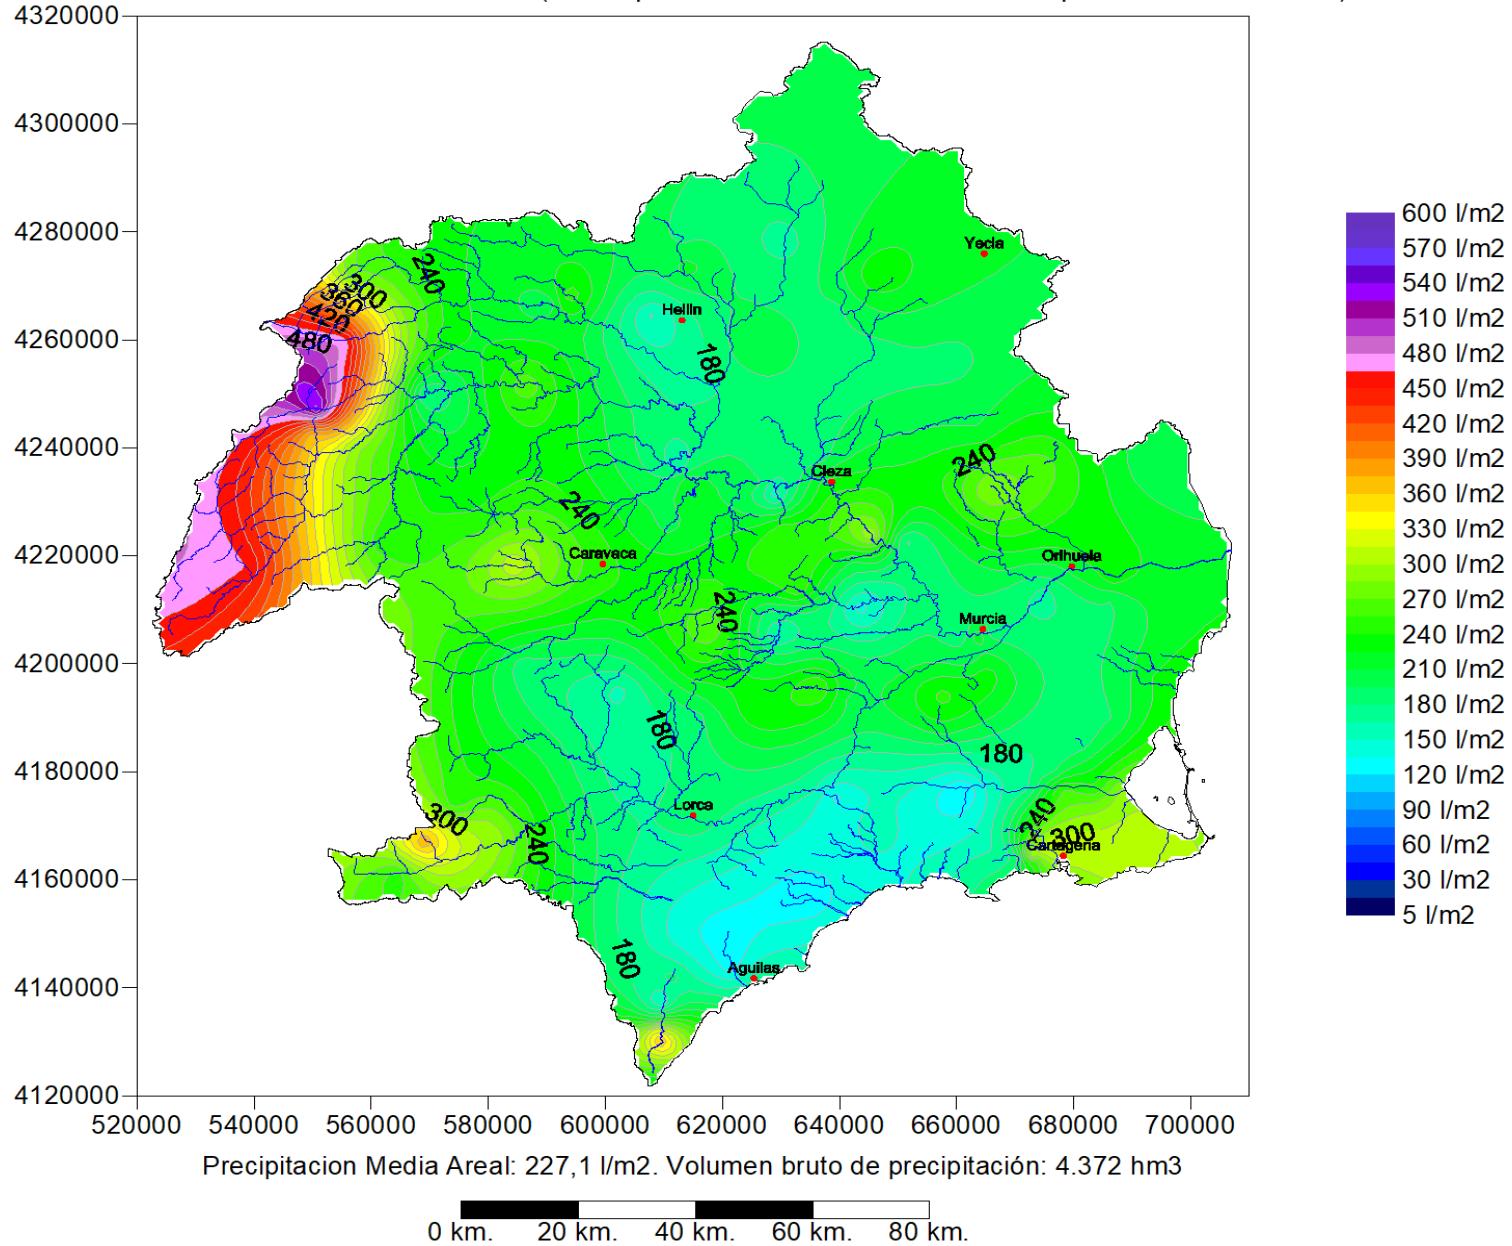 4320000
4300000
4280000
4260000
4240000
4220000
4200000
4180000
4160000
4140000
4120000
520000 540000 560000 580000 600000 620000 640000 660000 680000 700000
240
300
360
420
480
Yecla
Hellin
180
240
Cieza
240
Caravaca
Orihuela
240
Murcia
180
180
Lorca
300
240
240
300
Cartagena
180
Aguilas
600 l/m2
570 l/m2
540 l/m2
510 l/m2
480 l/m2
450 l/m2
420 l/m2
390 l/m2
360 l/m2
330 l/m2
300 l/m2
270 l/m2
240 l/m2
210 l/m2
180 l/m2
150 l/m2
120 l/m2
90 l/m2
60 l/m2
30 l/m2
5 l/m2
Precipitacion Media Areal: 227,1 l/m2. Volumen bruto de precipitación: 4.372 hm3
0 km. 20 km. 40 km. 60 km. 80 km.